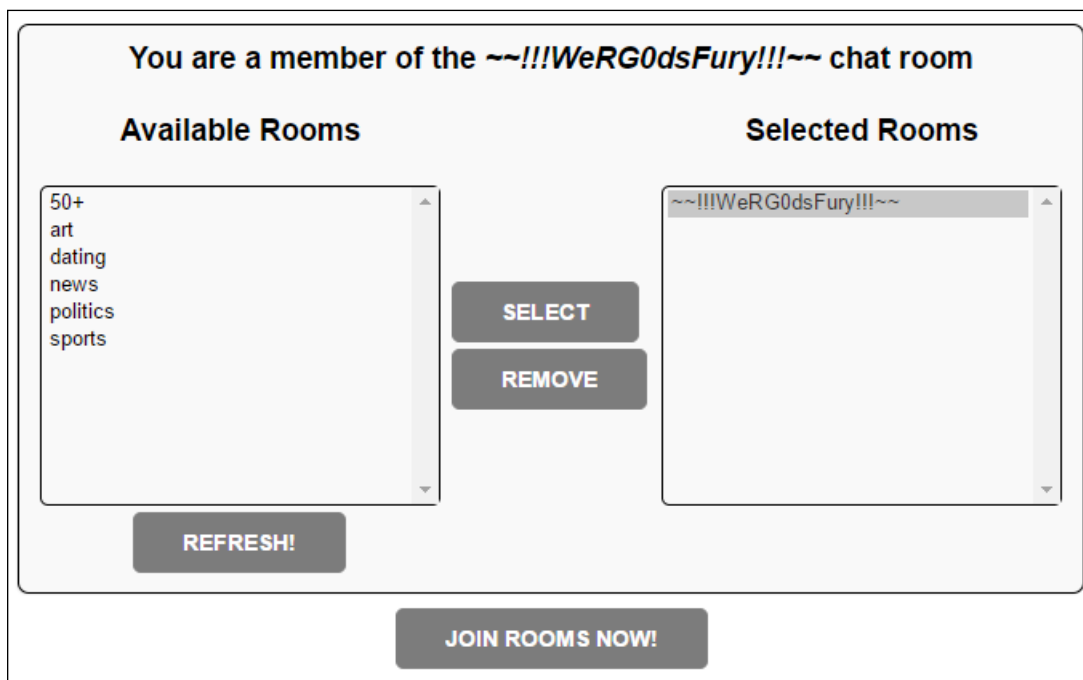 You are a member of the ~~!!!WeRG0dsFury!!!~~ chat room
Available Rooms
50+
art
dating
news
politics
sports
REFRESH!
SELECT
REMOVE
Selected Rooms
~~!!!WeRG0dsFury!!!~~
JOIN ROOMS NOW!